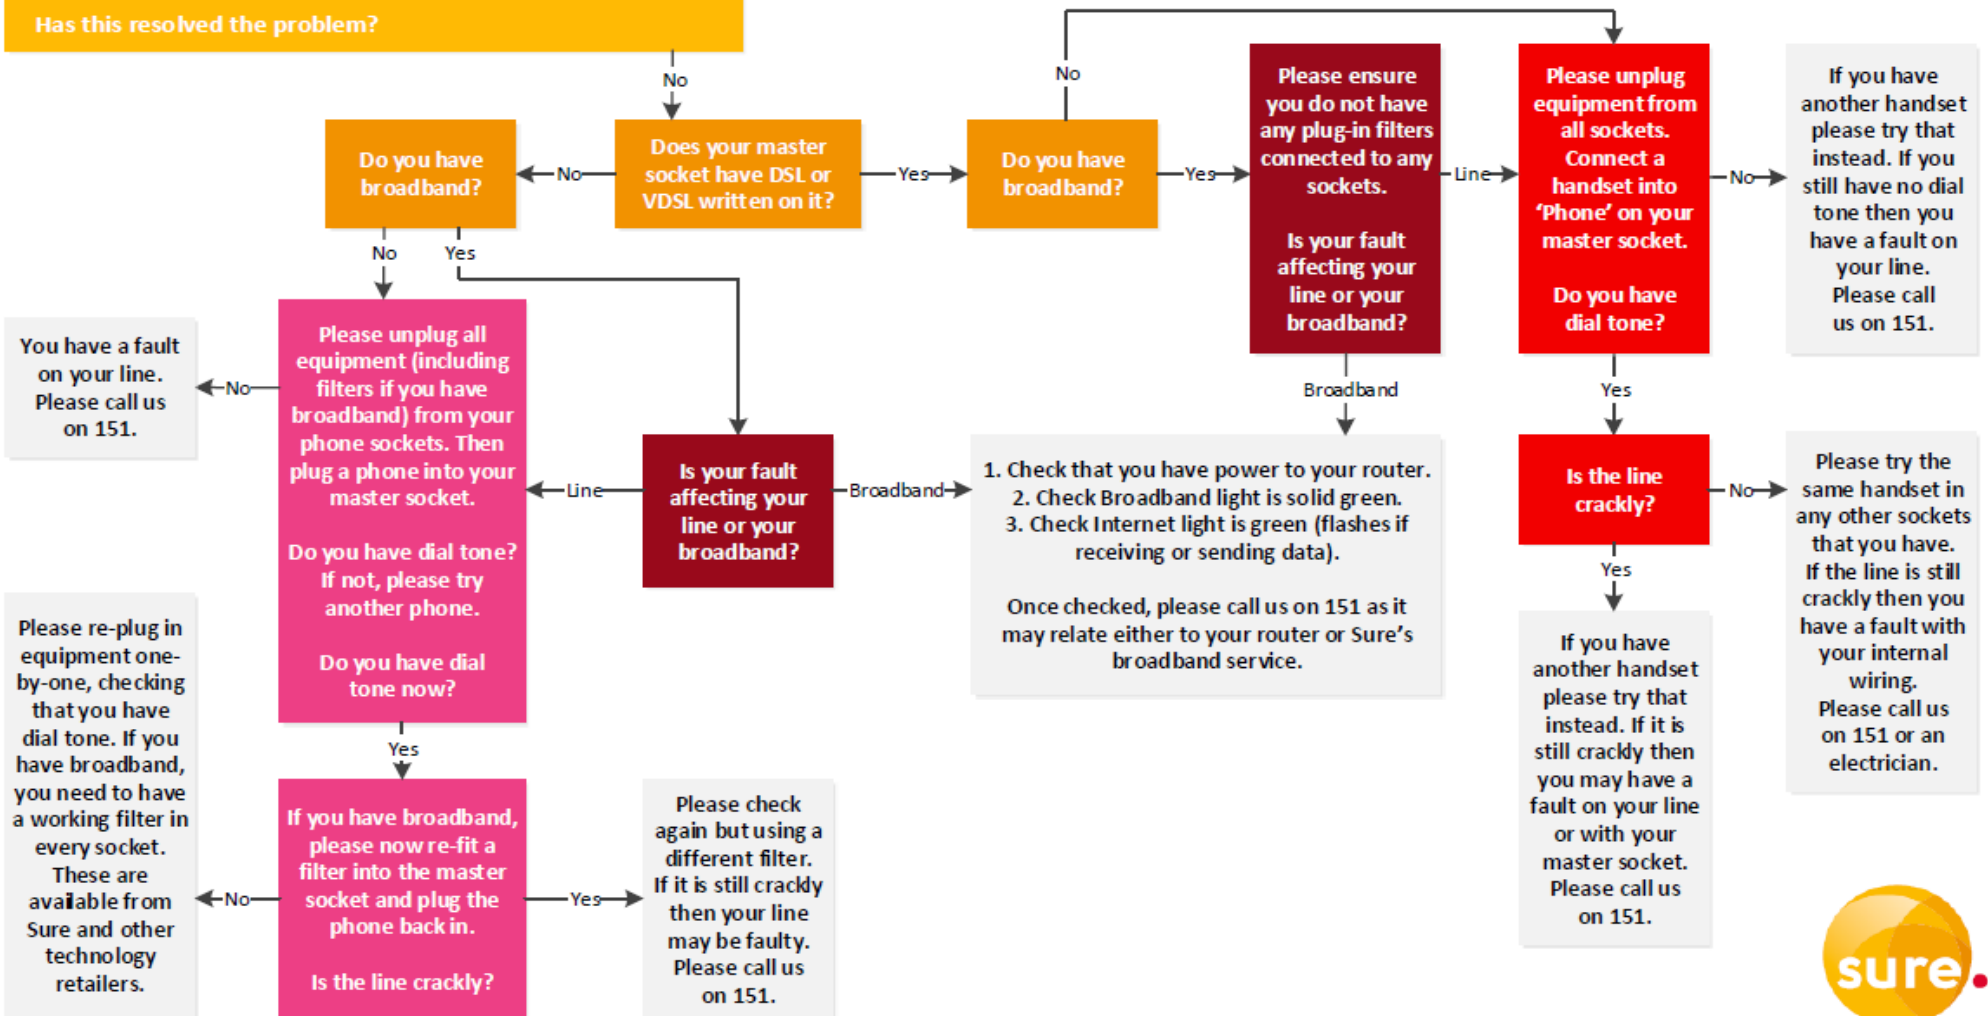 Has this resolved the problem?
No
Do you have
broadband?
No
Does your master
socket have DSL or
VDSL written on it?
Yes
Do you have
broadband?
No
Yes
Please ensure
you do not have
any plug-in filters
connected to any
sockets.
Is your fault
affecting your
line or your
broadband?
Line
Please unplug
equipment from
all sockets.
Connect a
handset into
‘Phone’ on your
master socket.
Do you have
dial tone?
No
If you have
another handset
please try that
instead. If you
still have no dial
tone then you
have a fault on
your line.
Please call
us on 151.
No
Yes
You have a fault
on your line.
Please call us
on 151.
No
Please unplug all
equipment (including
filters if you have
broadband) from your
phone sockets. Then
plug a phone into your
master socket.
Do you have dial tone?
If not, please try
another phone.
Do you have dial
tone now?
Line
Is your fault
affecting your
line or your
broadband?
Broadband
Broadband
1. Check that you have power to your router.
2. Check Broadband light is solid green.
3. Check Internet light is green (flashes if
receiving or sending data).
Once checked, please call us on 151 as it
may relate either to your router or Sure’s
broadband service.
Yes
Is the line
crackly?
No
Please try the
same handset in
any other sockets
that you have.
If the line is still
crackly then you
have a fault with
your internal
wiring.
Please call us
on 151 or an
electrician.
Yes
If you have
another handset
please try that
instead. If it is
still crackly then
you may have a
fault on your line
or with your
master socket.
Please call us
on 151.
Yes
Please re-plug in
equipment one-
by-one, checking
that you have
dial tone. If you
have broadband,
you need to have
a working filter in
every socket.
These are
available from
Sure and other
technology
retailers.
No
If you have broadband,
please now re-fit a
filter into the master
socket and plug the
phone back in.
Is the line crackly?
Yes
Please check
again but using a
different filter.
If it is still crackly
then your line
may be faulty.
Please call us
on 151.
sure.